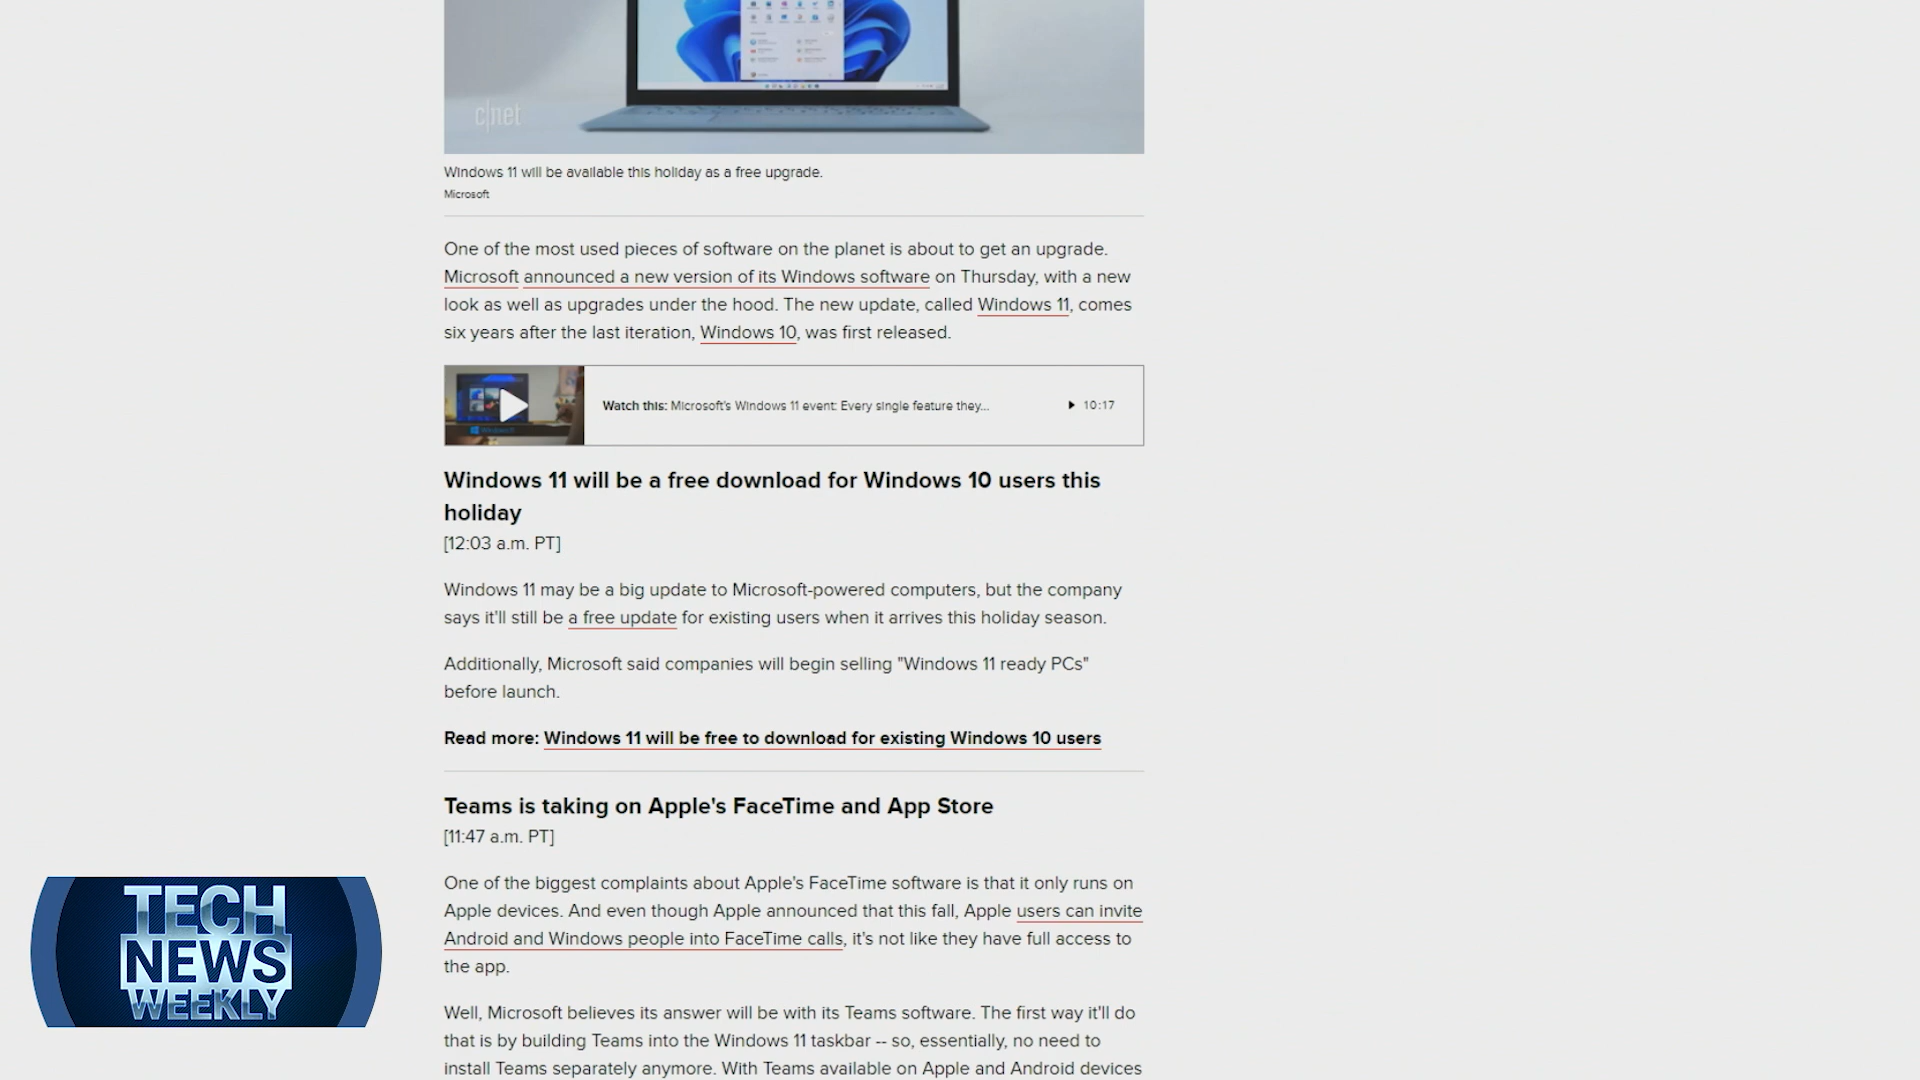 c|net
Windows 11 will be available this holiday as a free upgrade.
Microsoft
One of the most used pieces of software on the planet is about to get an upgrade.
Microsoft announced a new version of its Windows software on Thursday, with a new
look as well as upgrades under the hood. The new update, called Windows 11, comes
six years after the last iteration, Windows 10, was first released.
Watch this: Microsoft's Windows 11 event: Every single feature they...
10:17
Windows 11 will be a free download for Windows 10 users this
holiday
[12:03 a.m. PT]
Windows 11 may be a big update to Microsoft-powered computers, but the company
says it'll still be a free update for existing users when it arrives this holiday season.
Additionally, Microsoft said companies will begin selling "Windows 11 ready PCs"
before launch.
Read more: Windows 11 will be free to download for existing Windows 10 users
Teams is taking on Apple's FaceTime and App Store
[11:47 a.m. PT]
One of the biggest complaints about Apple's FaceTime software is that it only runs on
Apple devices. And even though Apple announced that this fall, Apple users can invite
Android and Windows people into FaceTime calls, it's not like they have full access to
the app.
Well, Microsoft believes its answer will be with its Teams software. The first way it'll do
that is by building Teams into the Windows 11 taskbar -- so, essentially, no need to
install Teams separately anymore. With Teams available on Apple and Android devices
TECH
NEWS
WEEKLY